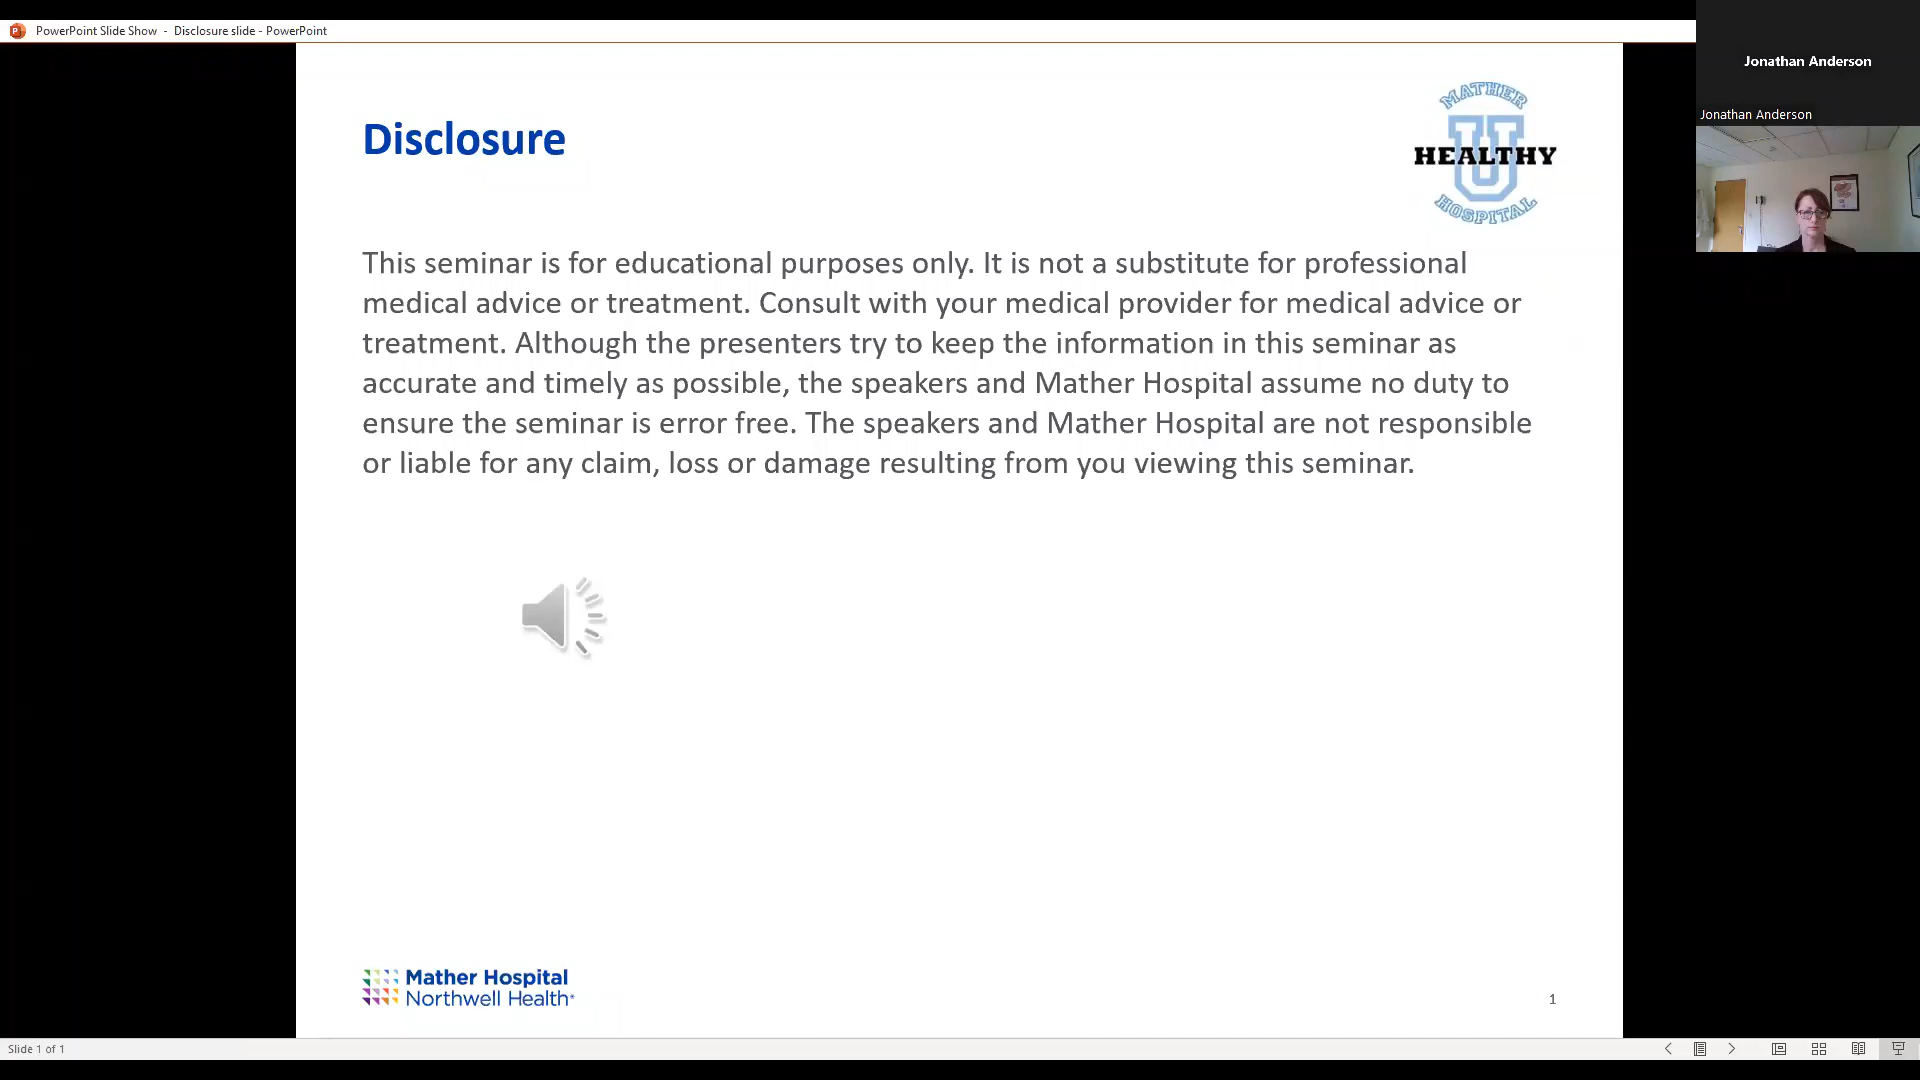 PowerPoint Slide Show - Disclosure slide - PowerPoint
Jonathan Anderson
Jonathan Anderson
MATHER
HEALTHY
U
HOSPITAL
Disclosure
This seminar is for educational purposes only. It is not a substitute for professional
medical advice or treatment. Consult with your medical provider for medical advice or
treatment. Although the presenters try to keep the information in this seminar as
accurate and timely as possible, the speakers and Mather Hospital assume no duty to
ensure the seminar is error free. The speakers and Mather Hospital are not responsible
or liable for any claim, loss or damage resulting from you viewing this seminar.
Mather Hospital
Northwell Health®
1
Slide 1 of 1